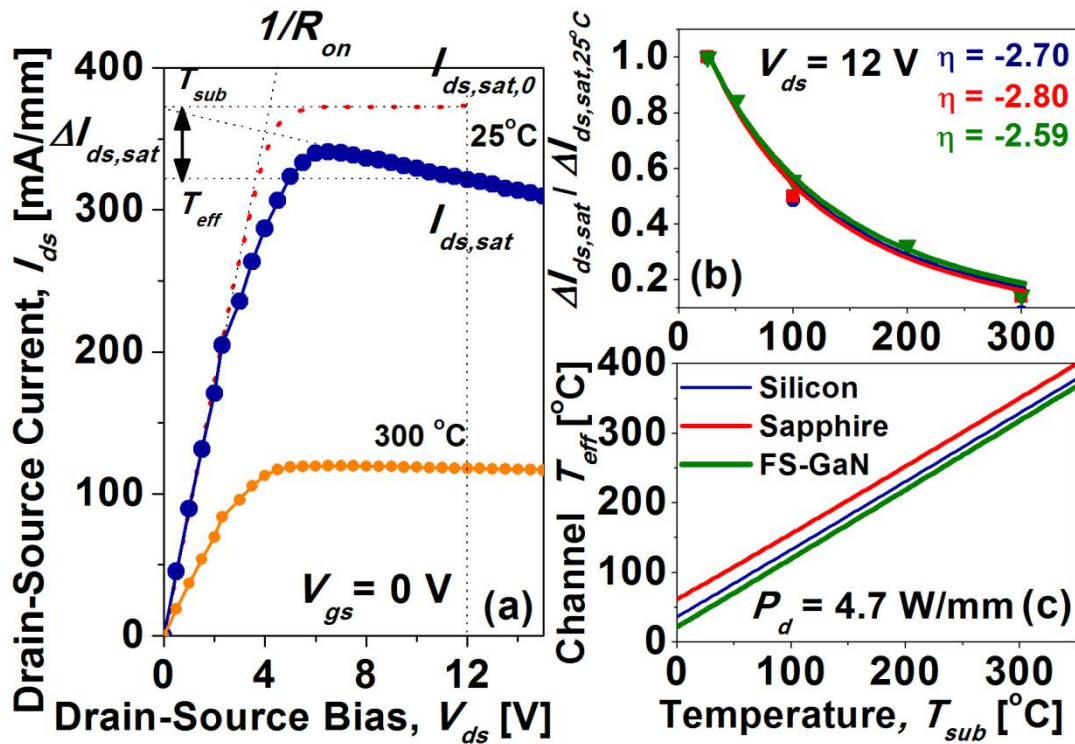 1/R_on
400
300
200
100
0
Drain-Source Current, I_ds [mA/mm]
T_sub
I_ds,sat,0
25°C
ΔI_ds,sat
T_eff
I_ds,sat
300 °C
V_gs = 0 V
(a)
0 4 8 12
Drain-Source Bias, V_ds [V]
1.0
0.8
0.6
0.4
0.2
ΔI_ds,sat / ΔI_ds,sat,25°C
V_ds = 12 V
η = -2.70
η = -2.80
η = -2.59
(b)
0 100 200 300
400
300
200
100
0
Channel T_eff [°C]
Silicon
Sapphire
FS-GaN
P_d = 4.7 W/mm (c)
0 100 200 300
Temperature, T_sub [°C]